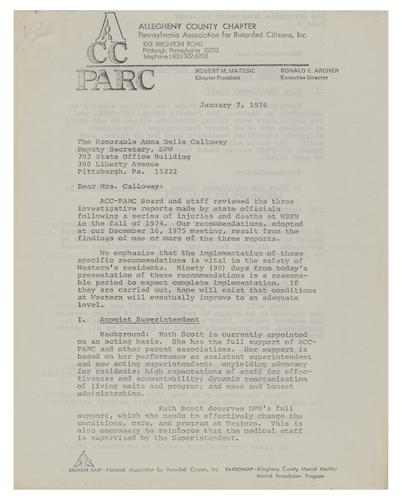 ACC
PARC
ALLEGHENY COUNTY CHAPTER
Pennsylvania Association for Retarded Citizens, Inc.
1001 BRIGHTON ROAD
Pittsburgh, Pennsylvania 15233
telephone (412) 322-6008
ROBERT M. MATESIC RONALD E. ARCHER
Chapter President Executive Director
January 7, 1976
The Honorable Anna Belle Calloway
Deputy Secretary, DPW
702 State Office Building
300 Liberty Avenue
Pittsburgh, Pa. 15222
Dear Mrs. Calloway:
ACC-PARC Board and staff reviewed the three
investigative reports made by state officials
following a series of injuries and deaths at WSSH
in the fall of 1974. Our recommendations, adopted
at our December 16, 1975 meeting, result from the
findings of one or more of the three reports.
We emphasize that the implementation of these
specific recommendations is vital to the safety of
Western's residents. Ninety (90) days from today's
presentation of these recommendations is a reasona-
ble period to expect complete implementation. If
they are carried out, hope will exist that conditions
at Western will eventually improve to an adequate
level.
I. Appoint Superintendent
Background: Ruth Scott is currently appointed
on an acting basis. She has the full support of ACC-
PARC and other parent associations. Her support is
based on her performance as assistant superintendent
and now acting superintendent: unyielding advocacy
for residents; high expectations of staff for effec-
tiveness and accountability; dynamic reorganization
of living units and program; and open and honest
administration.
Ruth Scott deserves DPW's full
support, which she needs to effectively change the
conditions, care, and program at Western. This is
also necessary to reinforce that the medical staff
is supervised by the Superintendent.
MEMBER UNIT - National Association for Retarded Citizens, Inc. PARTICIPANT - Allegheny County Mental Health/
Mental Retardation Program